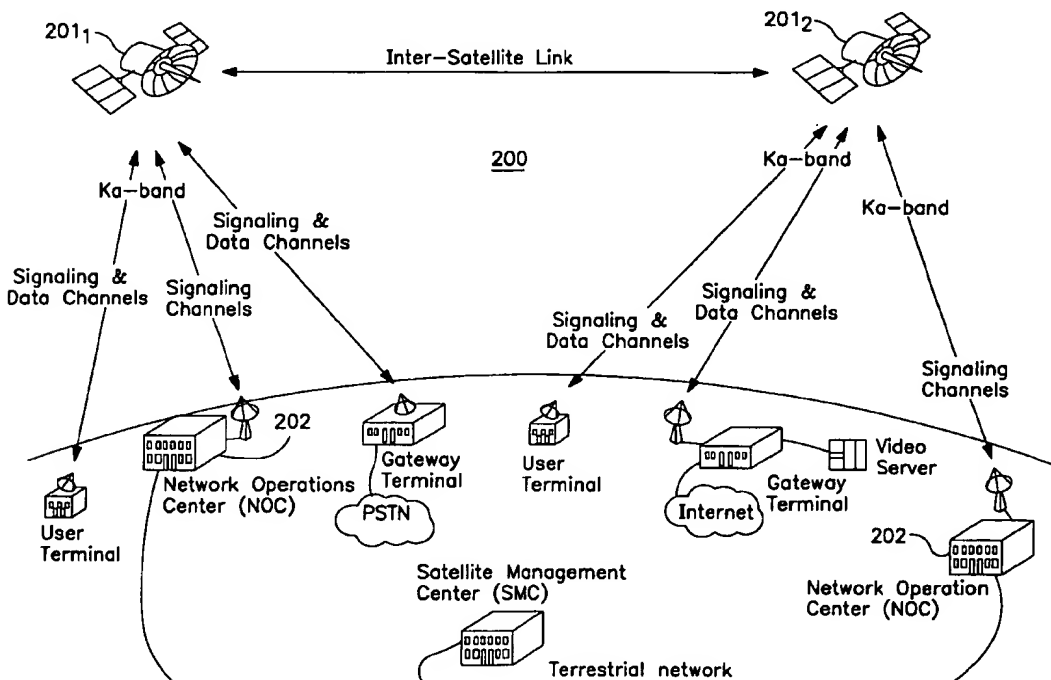 201₁
201₂
Inter-Satellite Link
200
Ka-band
Ka-band
Ka-band
Signaling &
Data Channels
Signaling &
Data Channels
Signaling
Channels
Signaling &
Data Channels
Signaling &
Data Channels
Signaling
Channels
202
Gateway
Terminal
User
Terminal
Video
Server
Gateway
Terminal
Network Operations
Center (NOC)
PSTN
Internet
User
Terminal
202
Network Operation
Center (NOC)
Satellite Management
Center (SMC)
Terrestrial network